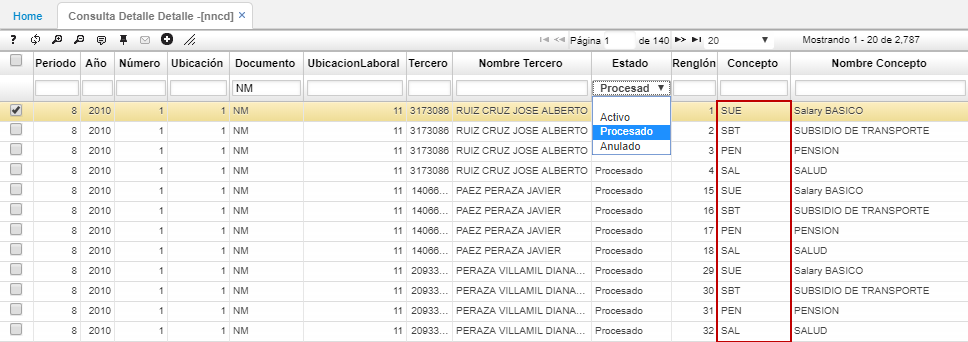 Home Consulta Detalle Detalle -[nncd] ×
? Página de 140 20 Mostrando 1 - 20 de 2,787
Periodo Año Número Ubicación Documento UbicacionLaboral Tercero Nombre Tercero Estado Renglón Concepto Nombre Concepto
NM Procesad
Activo
Procesado
Anulado
8 2010 1 1 NM 11 3173086 RUIZ CRUZ JOSE ALBERTO 1 SUE Salary BASICO
8 2010 1 1 NM 11 3173086 RUIZ CRUZ JOSE ALBERTO 2 SBT SUBSIDIO DE TRANSPORTE
8 2010 1 1 NM 11 3173086 RUIZ CRUZ JOSE ALBERTO 3 PEN PENSION
8 2010 1 1 NM 11 3173086 RUIZ CRUZ JOSE ALBERTO Procesado 4 SAL SALUD
8 2010 1 1 NM 11 14066... PAEZ PERAZA JAVIER Procesado 15 SUE Salary BASICO
8 2010 1 1 NM 11 14066... PAEZ PERAZA JAVIER Procesado 16 SBT SUBSIDIO DE TRANSPORTE
8 2010 1 1 NM 11 14066... PAEZ PERAZA JAVIER Procesado 17 PEN PENSION
8 2010 1 1 NM 11 14066... PAEZ PERAZA JAVIER Procesado 18 SAL SALUD
8 2010 1 1 NM 11 20933... PERAZA VILLAMIL DIANA... Procesado 29 SUE Salary BASICO
8 2010 1 1 NM 11 20933... PERAZA VILLAMIL DIANA... Procesado 30 SBT SUBSIDIO DE TRANSPORTE
8 2010 1 1 NM 11 20933... PERAZA VILLAMIL DIANA... Procesado 31 PEN PENSION
8 2010 1 1 NM 11 20933... PERAZA VILLAMIL DIANA... Procesado 32 SAL SALUD